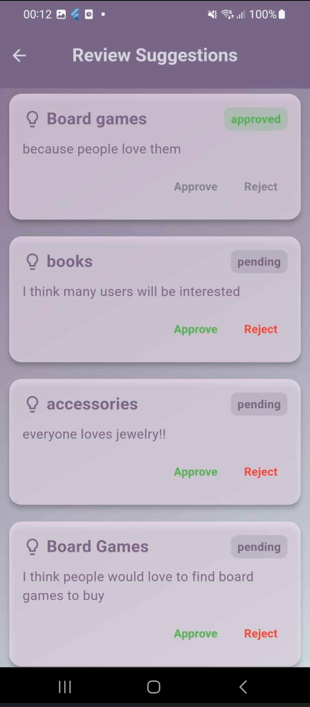 00:12 100%
Review Suggestions
Board games approved
because people love them
Approve Reject
books pending
I think many users will be interested
Approve Reject
accessories pending
everyone loves jewelry!!
Approve Reject
Board Games pending
I think people would love to find board
games to buy
Approve Reject